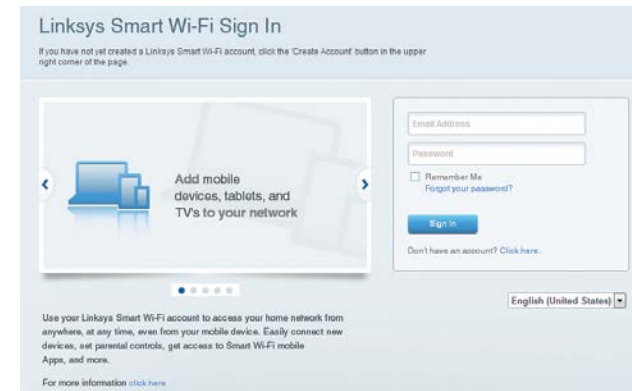 Linksys Smart Wi-Fi Sign In
If you have not yet created a Linksys Smart Wi-Fi account, click the 'Create Account' button in the upper
right corner of the page.
Add mobile
devices, tablets, and
TV's to your network
Email Address
Password
Remember Me
Forgot your password?
Sign In
Don't have an account? Click here.
English (United States)
Use your Linksys Smart Wi-Fi account to access your home network from
anywhere, at any time, even from your mobile device. Easily connect new
devices, set parental controls, get access to Smart Wi-Fi mobile
Apps, and more.
For more information click here